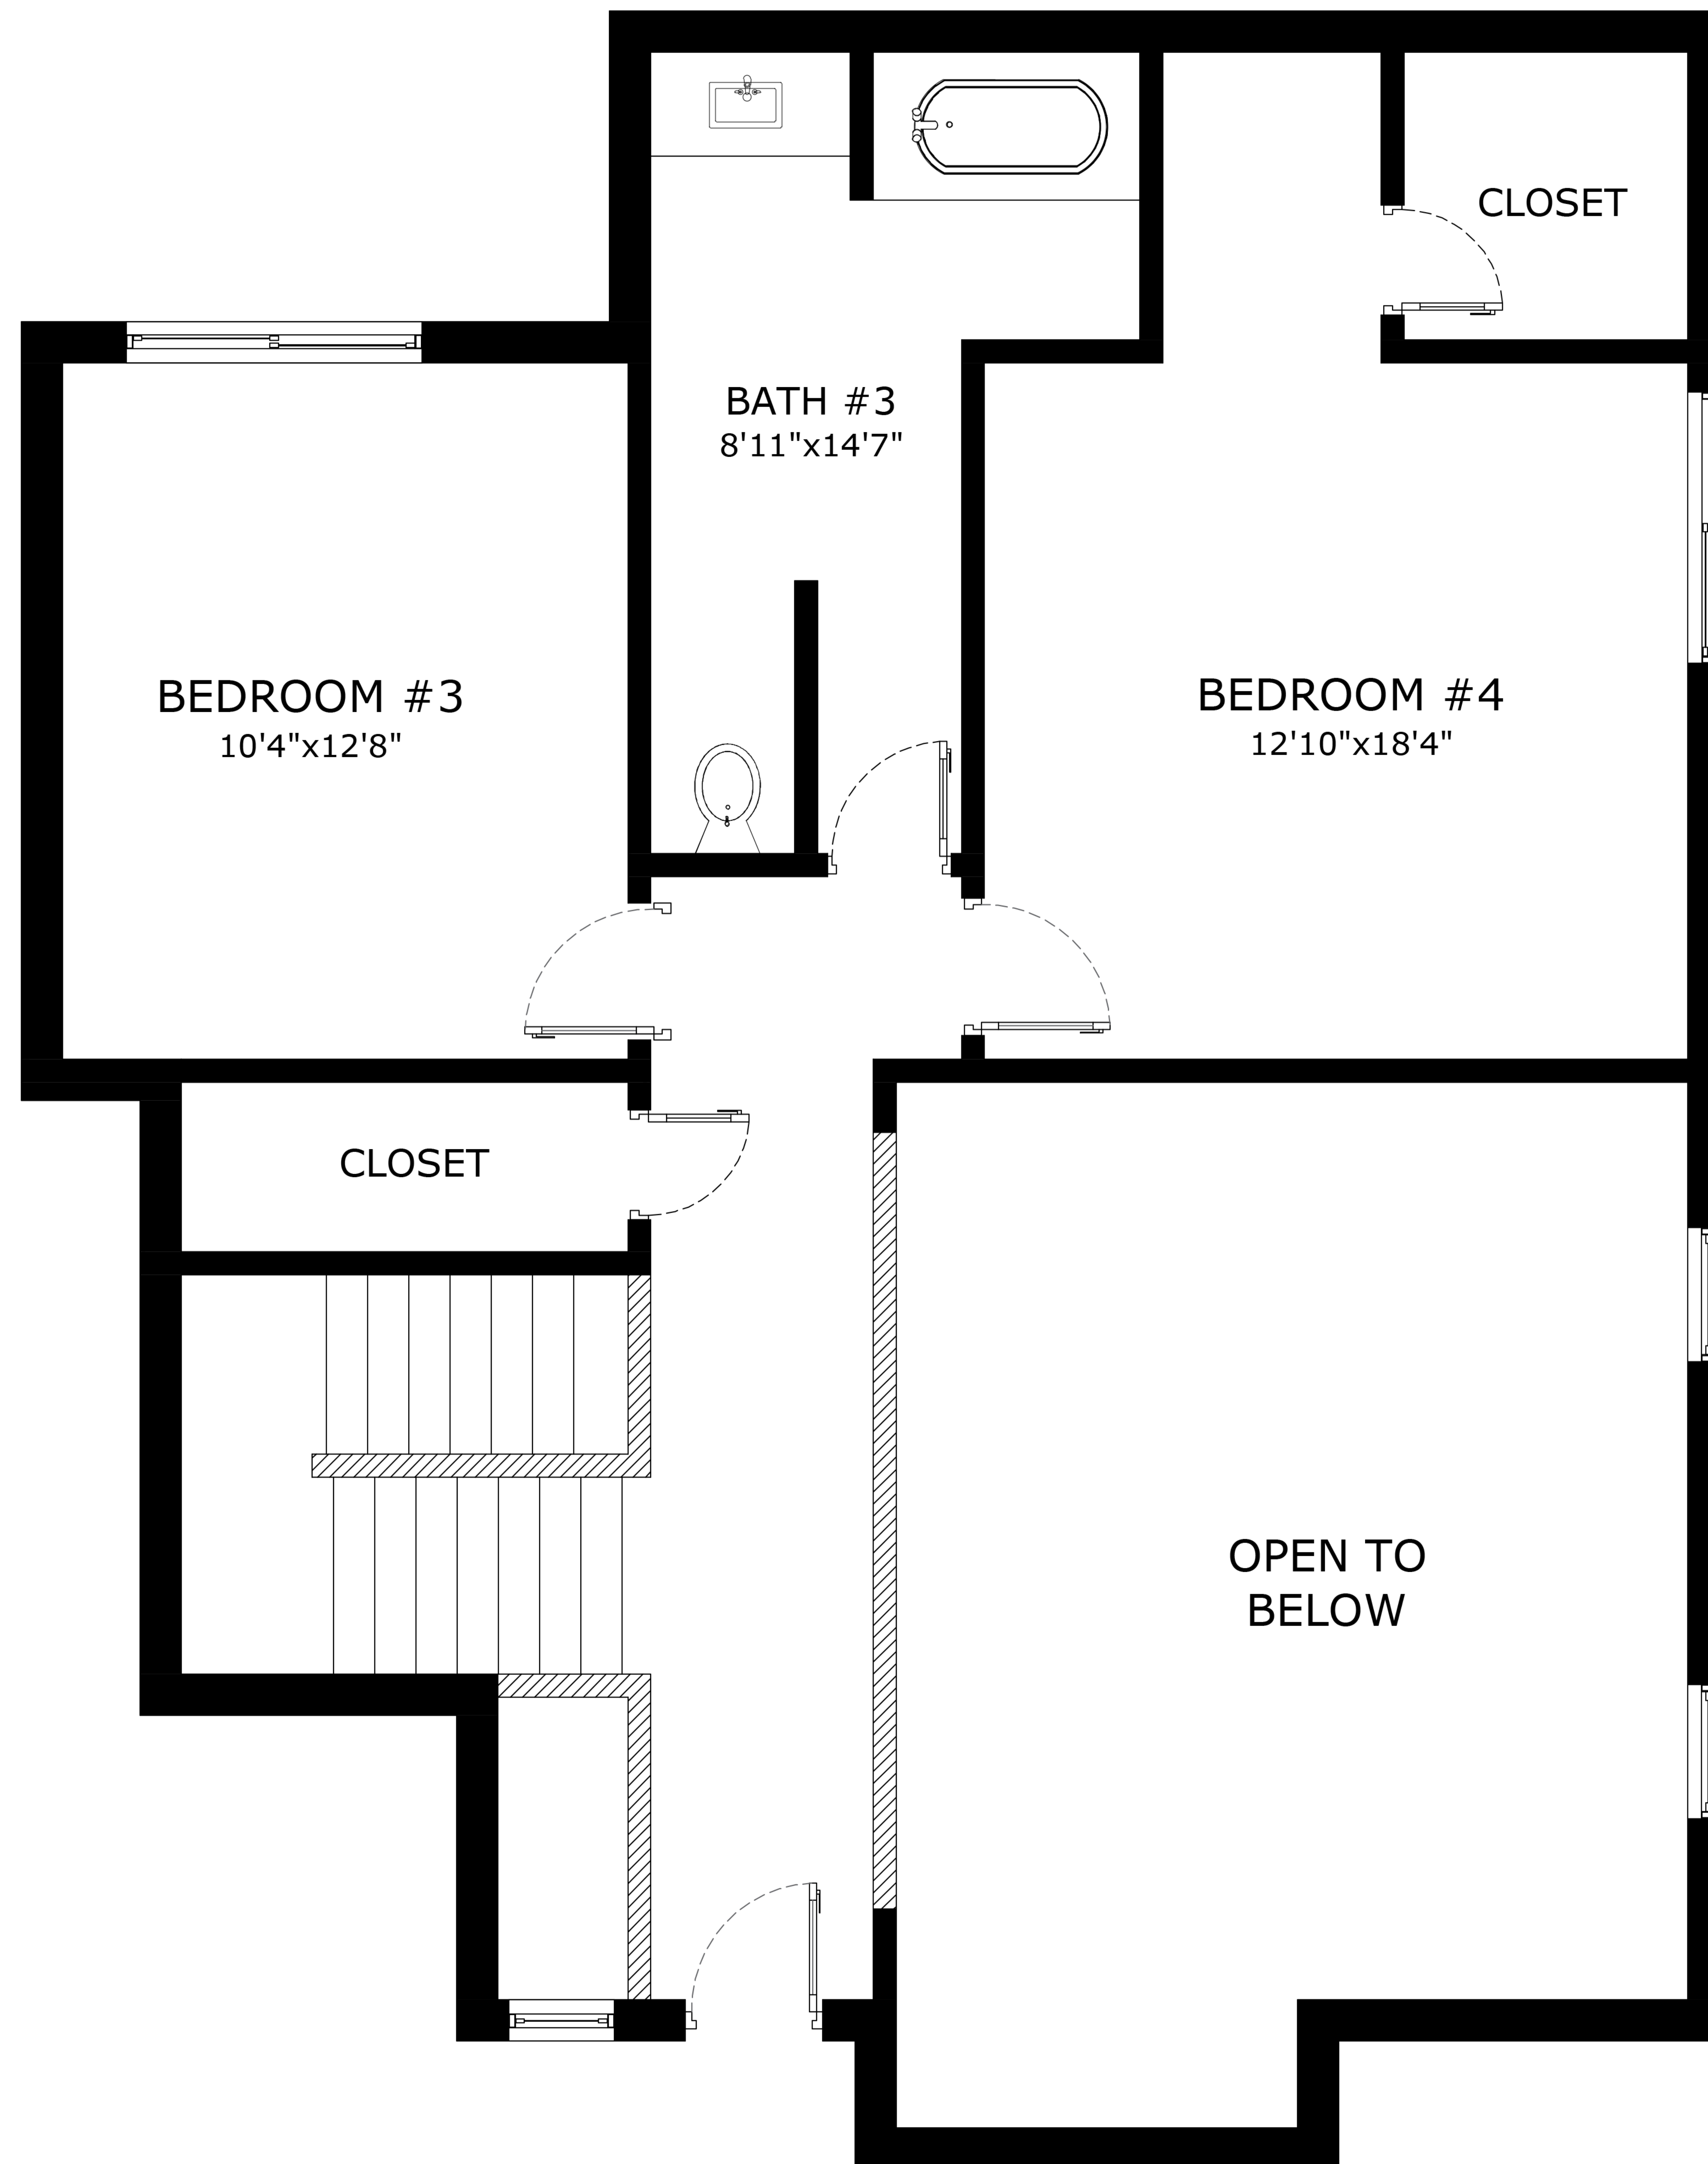 CLOSET
BATH #3
8'11"x14'7"
BEDROOM #3
10'4"x12'8"
BEDROOM #4
12'10"x18'4"
CLOSET
OPEN TO
BELOW